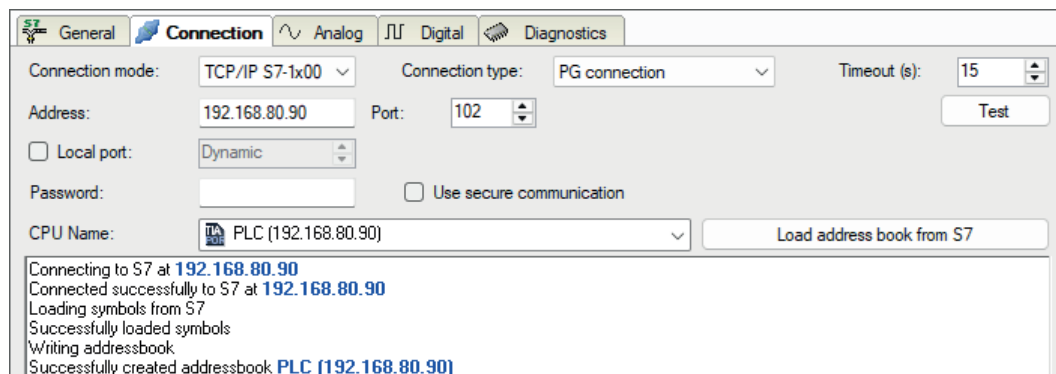 General Connection Analog Digital Diagnostics
Connection mode: TCP/IP S7-1x00 Connection type: PG connection Timeout (s): 15
Address: 192.168.80.90 Port: 102 Test
Local port: Dynamic
Password: Use secure communication
CPU Name: PLC (192.168.80.90) Load address book from S7
Connecting to S7 at 192.168.80.90
Connected successfully to S7 at 192.168.80.90
Loading symbols from S7
Successfully loaded symbols
Writing addressbook
Successfully created addressbook PLC (192.168.80.90)